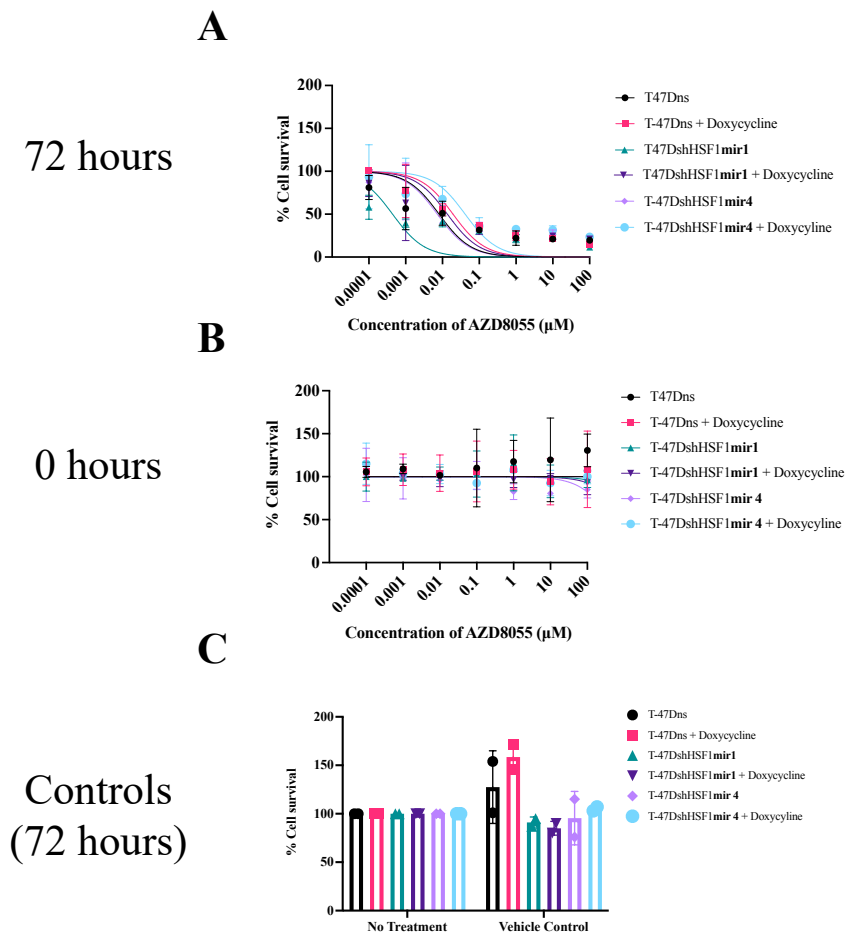 A
72 hours
200
150
100
50
0
% Cell survival
0.0001
0.001
0.01
0.1
1
10
100
Concentration of AZD8055 (µM)
T47Dns
T-47Dns + Doxycycline
T47DshHSF1mir1
T47DshHSF1mir1 + Doxycycline
T-47DshHSF1mir4
T-47DshHSF1mir4 + Doxycyline
B
0 hours
200
150
100
50
0
% Cell survival
0.0001
0.001
0.01
0.1
1
10
100
Concentration of AZD8055 (µM)
T47Dns
T-47Dns + Doxycycline
T-47DshHSF1mir1
T-47DshHSF1mir1 + Doxycycline
T-47DshHSF1mir 4
T-47DshHSF1mir 4 + Doxycyline
C
Controls
(72 hours)
200
150
100
50
0
% Cell survival
No Treatment
Vehicle Control
T-47Dns
T-47Dns + Doxycycline
T-47DshHSF1mir1
T-47DshHSF1mir1 + Doxycycline
T-47DshHSF1mir 4
T-47DshHSF1mir 4 + Doxycyline